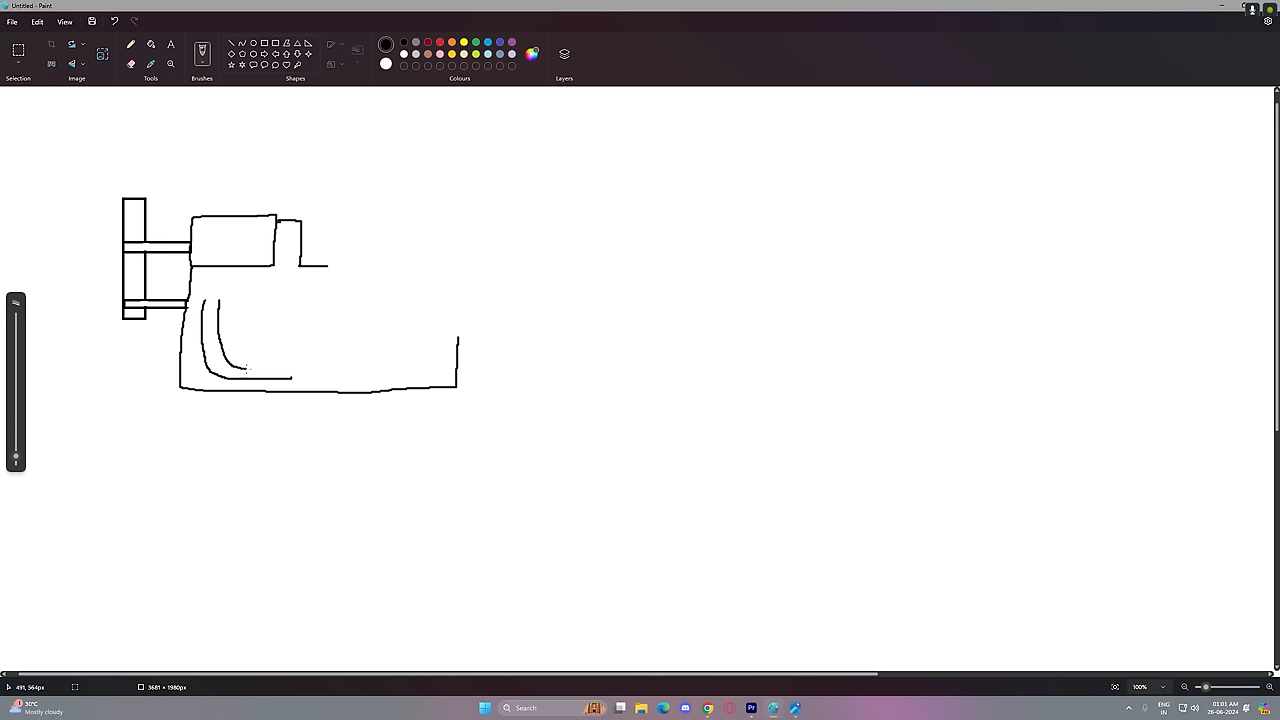 Untitled - Paint
File Edit View
Selection Image Tools Brushes Shapes Colours Layers
491, 564px 3681 × 1980px 100%
30°C
Mostly cloudy
Search
ENG
IN
01:01 AM
26-06-2024